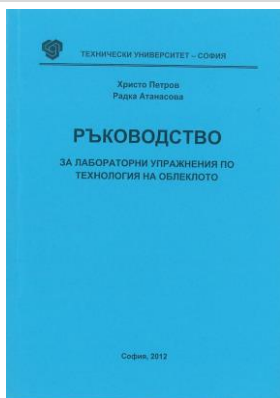 ТЕХНИЧЕСКИ УНИВЕРСИТЕТ – СОФИЯ
Христо Петров
Радка Атанасова
РЪКОВОДСТВО
ЗА ЛАБОРАТОРНИ УПРАЖНЕНИЯ ПО
ТЕХНОЛОГИЯ НА ОБЛЕКЛОТО
София, 2012